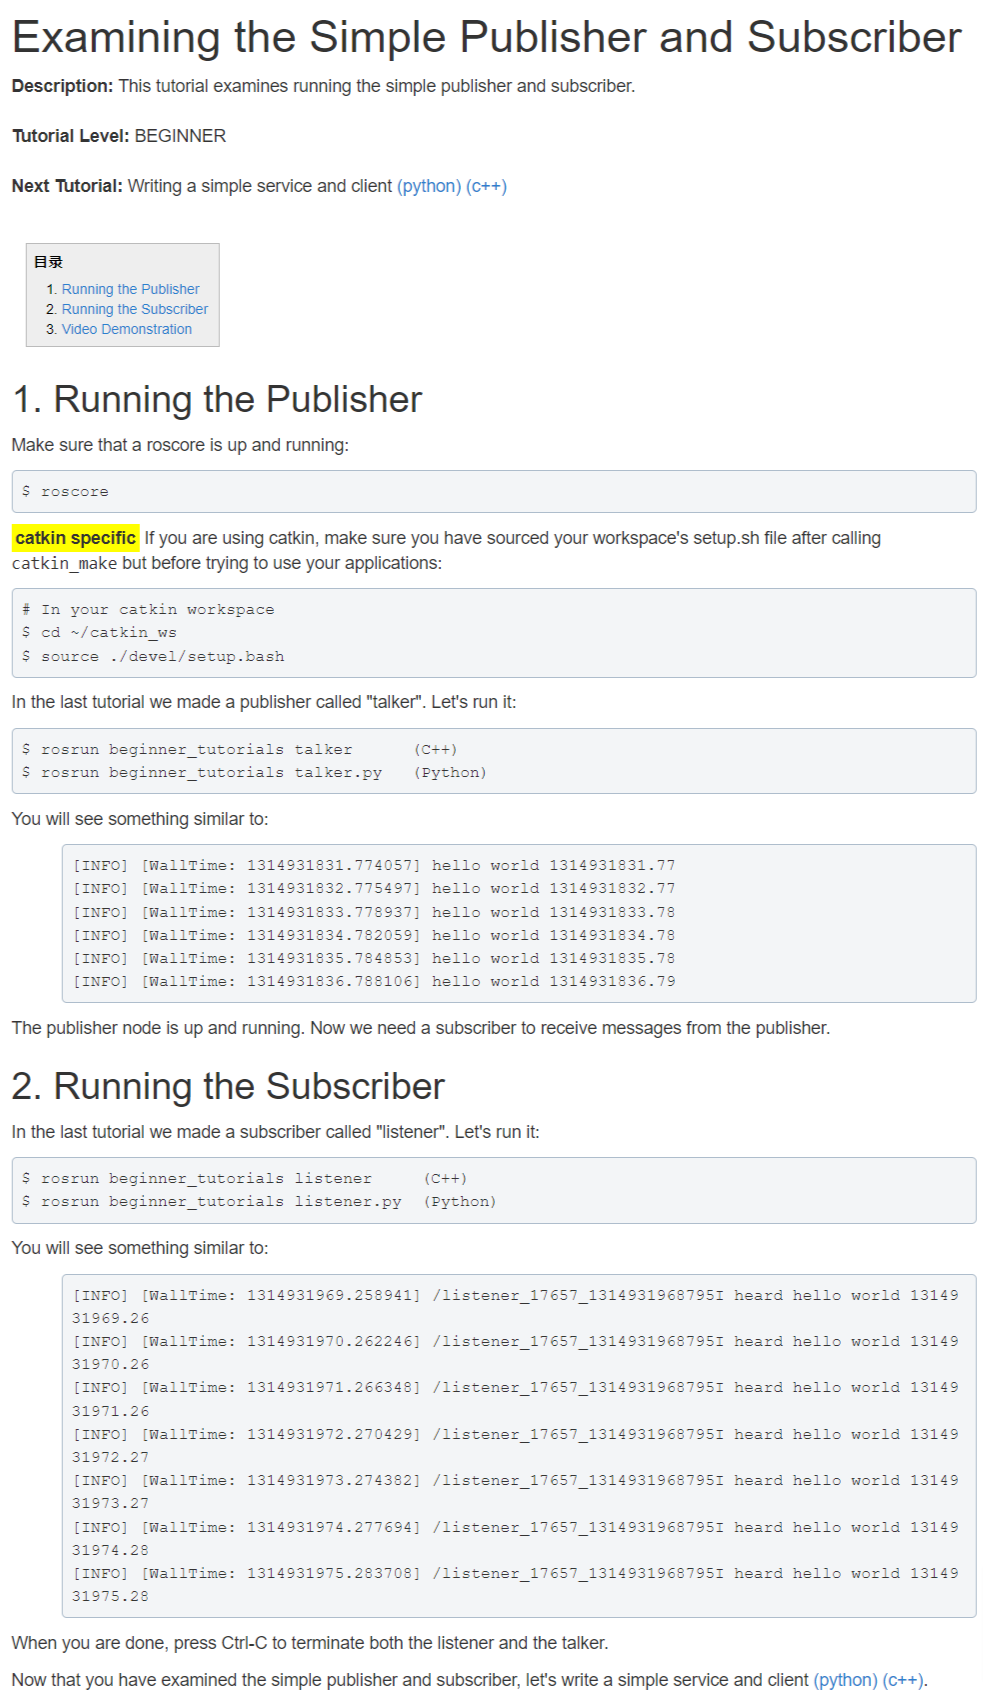 Examining the Simple Publisher and Subscriber
Description: This tutorial examines running the simple publisher and subscriber.
Tutorial Level: BEGINNER
Next Tutorial: Writing a simple service and client (python) (c++)
目录
1. Running the Publisher
2. Running the Subscriber
3. Video Demonstration
1. Running the Publisher
Make sure that a roscore is up and running:
$ roscore
catkin specific If you are using catkin, make sure you have sourced your workspace's setup.sh file after calling
catkin_make but before trying to use your applications:
# In your catkin workspace
$ cd ~/catkin_ws
$ source ./devel/setup.bash
In the last tutorial we made a publisher called "talker". Let's run it:
$ rosrun beginner_tutorials talker      (C++)
$ rosrun beginner_tutorials talker.py   (Python)
You will see something similar to:
[INFO] [WallTime: 1314931831.774057] hello world 1314931831.77
[INFO] [WallTime: 1314931832.775497] hello world 1314931832.77
[INFO] [WallTime: 1314931833.778937] hello world 1314931833.78
[INFO] [WallTime: 1314931834.782059] hello world 1314931834.78
[INFO] [WallTime: 1314931835.784853] hello world 1314931835.78
[INFO] [WallTime: 1314931836.788106] hello world 1314931836.79
The publisher node is up and running. Now we need a subscriber to receive messages from the publisher.
2. Running the Subscriber
In the last tutorial we made a subscriber called "listener". Let's run it:
$ rosrun beginner_tutorials listener     (C++)
$ rosrun beginner_tutorials listener.py  (Python)
You will see something similar to:
[INFO] [WallTime: 1314931969.258941] /listener_17657_1314931968795I heard hello world 13149
31969.26
[INFO] [WallTime: 1314931970.262246] /listener_17657_1314931968795I heard hello world 13149
31970.26
[INFO] [WallTime: 1314931971.266348] /listener_17657_1314931968795I heard hello world 13149
31971.26
[INFO] [WallTime: 1314931972.270429] /listener_17657_1314931968795I heard hello world 13149
31972.27
[INFO] [WallTime: 1314931973.274382] /listener_17657_1314931968795I heard hello world 13149
31973.27
[INFO] [WallTime: 1314931974.277694] /listener_17657_1314931968795I heard hello world 13149
31974.28
[INFO] [WallTime: 1314931975.283708] /listener_17657_1314931968795I heard hello world 13149
31975.28
When you are done, press Ctrl-C to terminate both the listener and the talker.
Now that you have examined the simple publisher and subscriber, let's write a simple service and client (python) (c++).